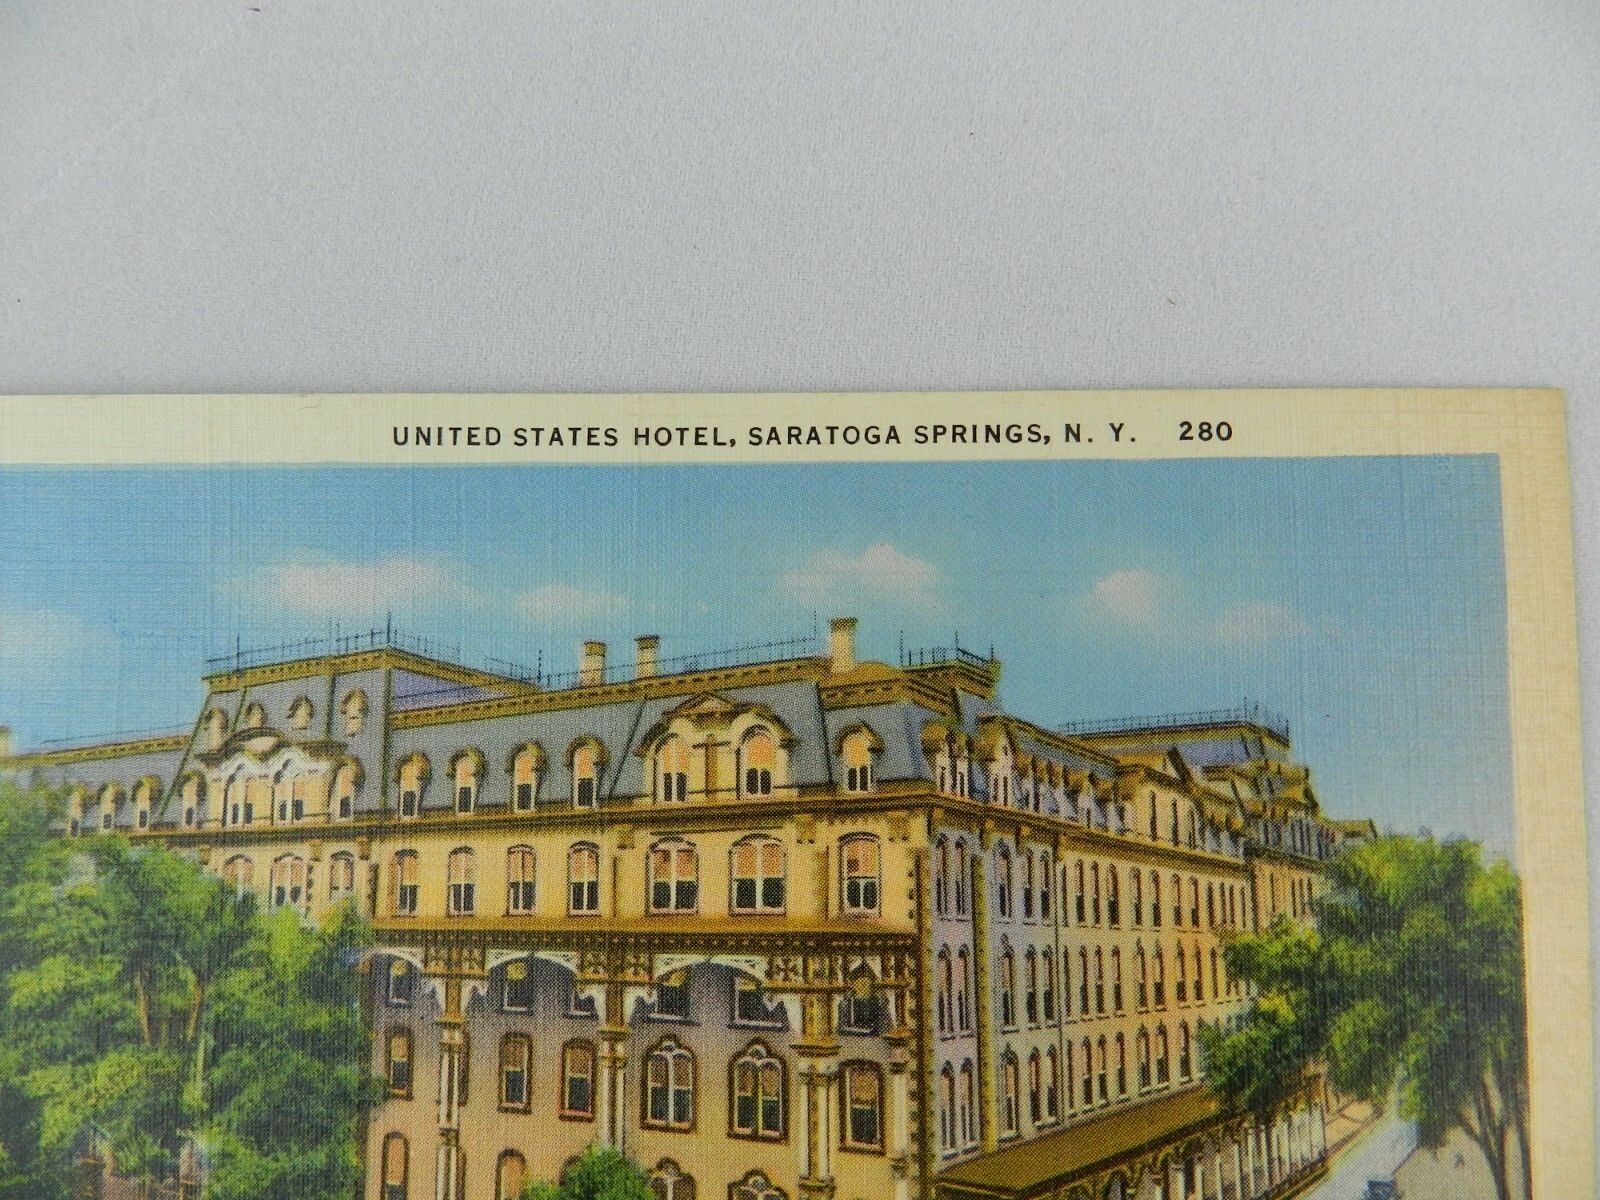 UNITED STATES HOTEL, SARATOGA SPRINGS, N. Y. 280